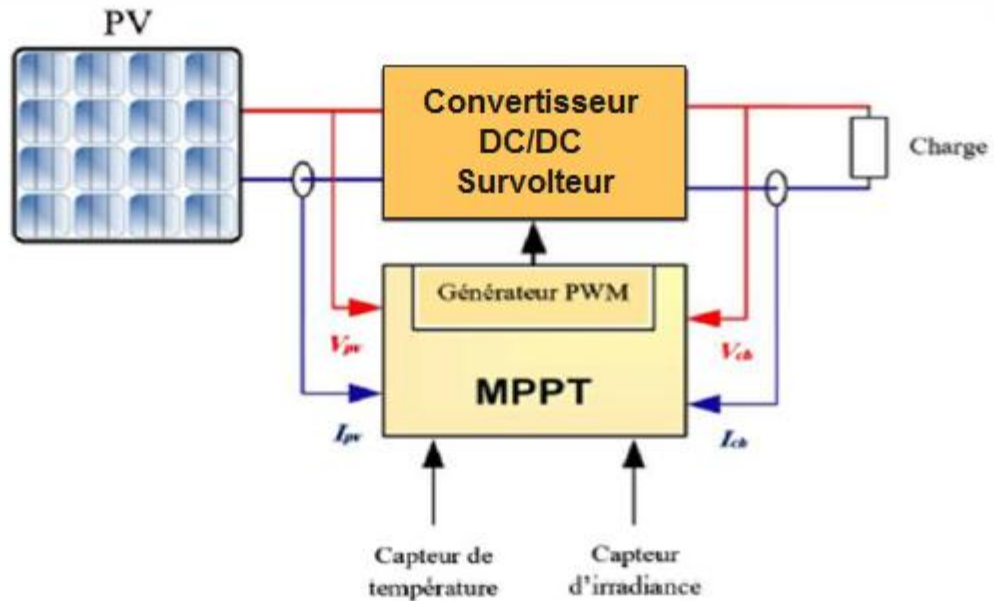 PV
Convertisseur
DC/DC
Survolteur
Charge
Générateur PWM
Vpv
Vch
MPPT
Ipv
Ich
Capteur de
température
Capteur
d'irradiance